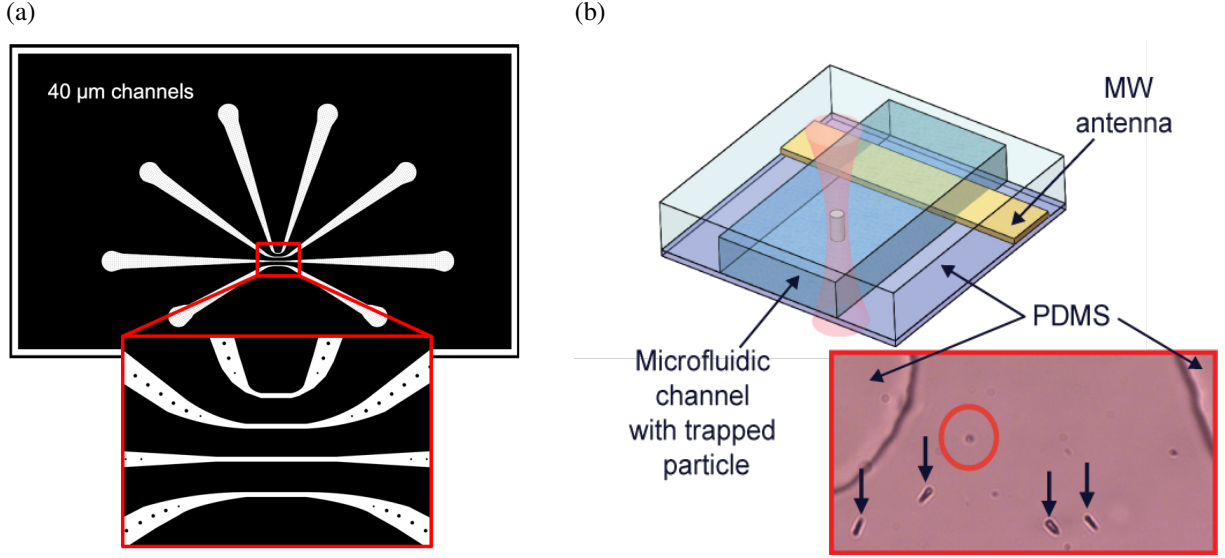 (a)
40 µm channels
(b)
MW
antenna
PDMS
Microfluidic
channel
with trapped
particle